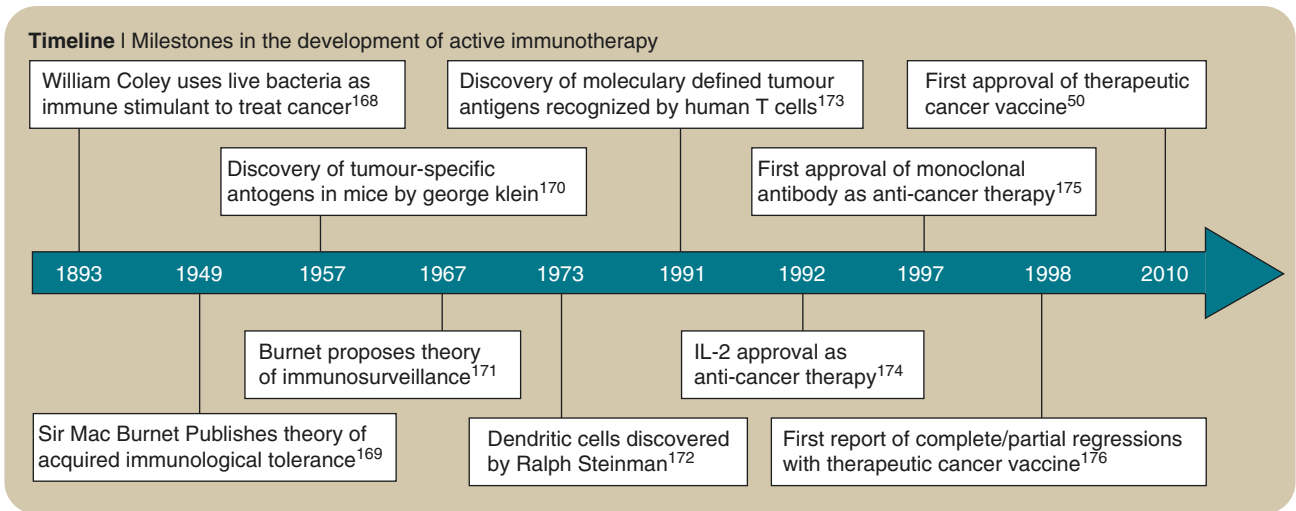 Timeline | Milestones in the development of active immunotherapy
William Coley uses live bacteria as
immune stimulant to treat cancer168
Discovery of moleculary defined tumour
antigens recognized by human T cells173
First approval of therapeutic
cancer vaccine50
Discovery of tumour-specific
antogens in mice by george klein170
First approval of monoclonal
antibody as anti-cancer therapy175
1893 1949 1957 1967 1973 1991 1992 1997 1998 2010
Burnet proposes theory
of immunosurveillance171
IL-2 approval as
anti-cancer therapy174
Sir Mac Burnet Publishes theory of
acquired immunological tolerance169
Dendritic cells discovered
by Ralph Steinman172
First report of complete/partial regressions
with therapeutic cancer vaccine176